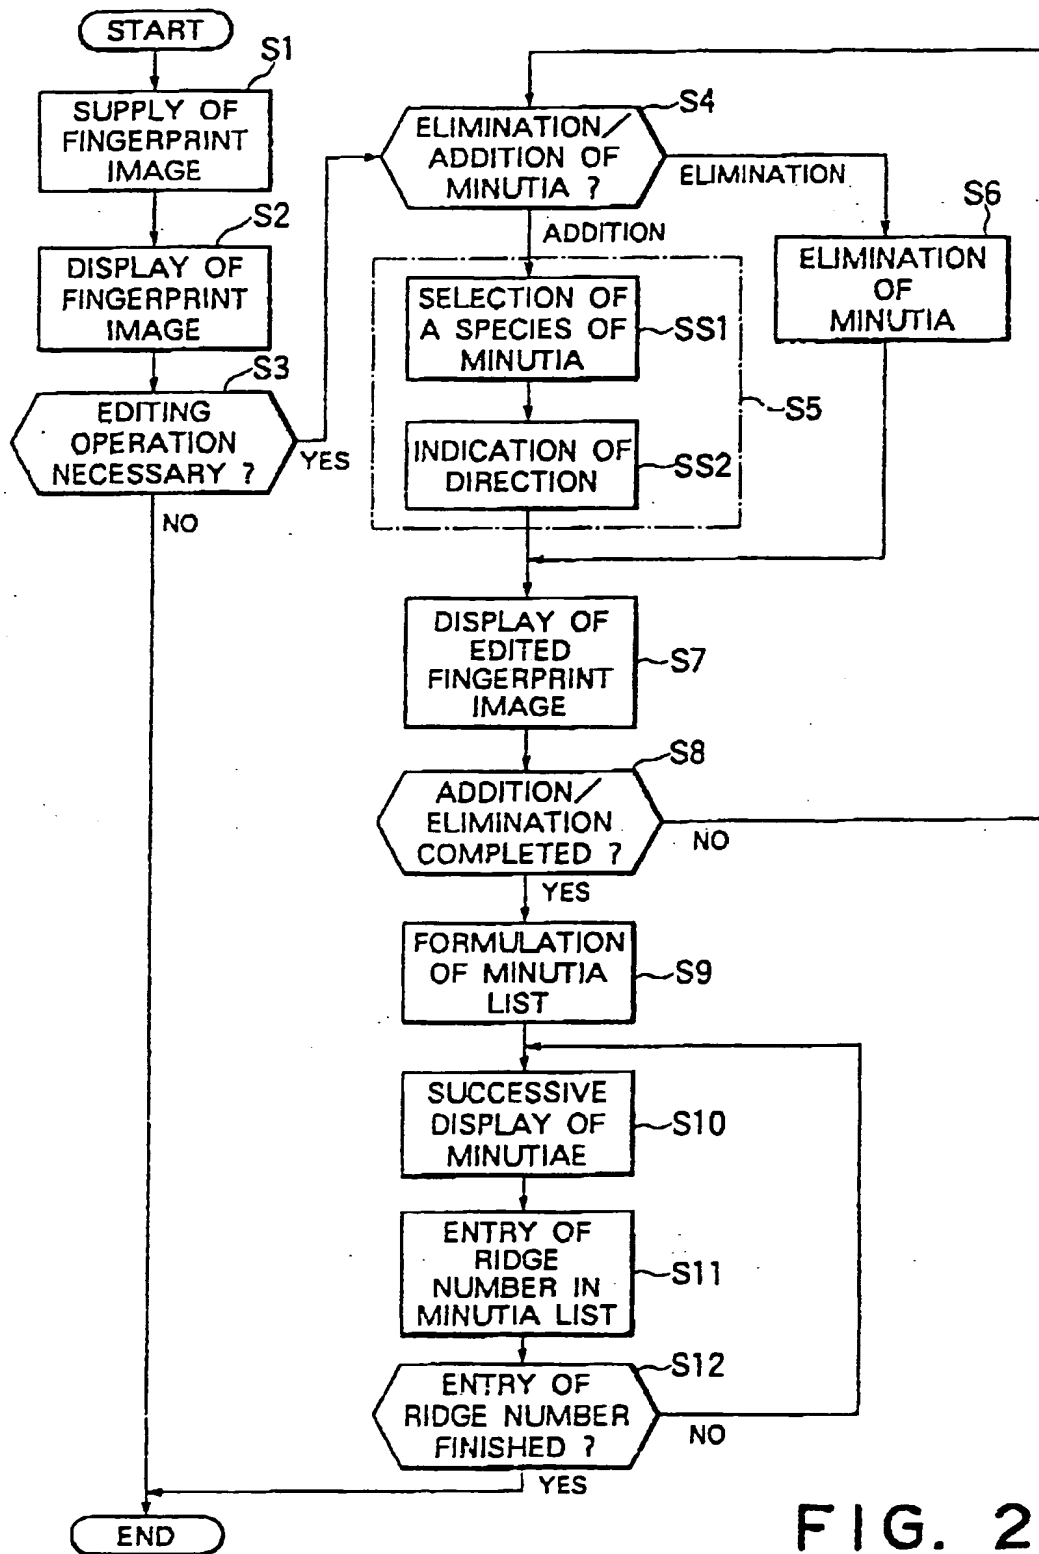 START
S1
SUPPLY OF
FINGERPRINT
IMAGE
S2
DISPLAY OF
FINGERPRINT
IMAGE
S3
EDITING
OPERATION
NECESSARY ?
YES
NO
S4
ELIMINATION/
ADDITION OF
MINUTIA ?
ELIMINATION
ADDITION
S6
ELIMINATION
OF
MINUTIA
SELECTION OF
A SPECIES OF
MINUTIA
SS1
S5
INDICATION OF
DIRECTION
SS2
DISPLAY OF
EDITED
FINGERPRINT
IMAGE
S7
S8
ADDITION/
ELIMINATION
COMPLETED ?
NO
YES
FORMULATION
OF MINUTIA
LIST
S9
SUCCESSIVE
DISPLAY OF
MINUTIAE
S10
ENTRY OF
RIDGE
NUMBER IN
MINUTIA LIST
S11
S12
ENTRY OF
RIDGE NUMBER
FINISHED ?
NO
YES
END
FIG. 2